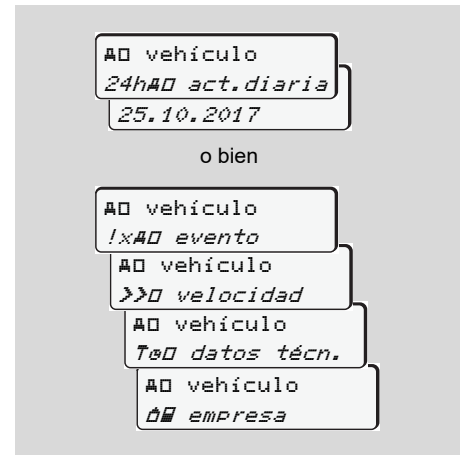 vehículo
24h act.diaria
25.10.2017
o bien
vehículo
!x evento
vehículo
>> velocidad
vehículo
datos técn.
vehículo
empresa